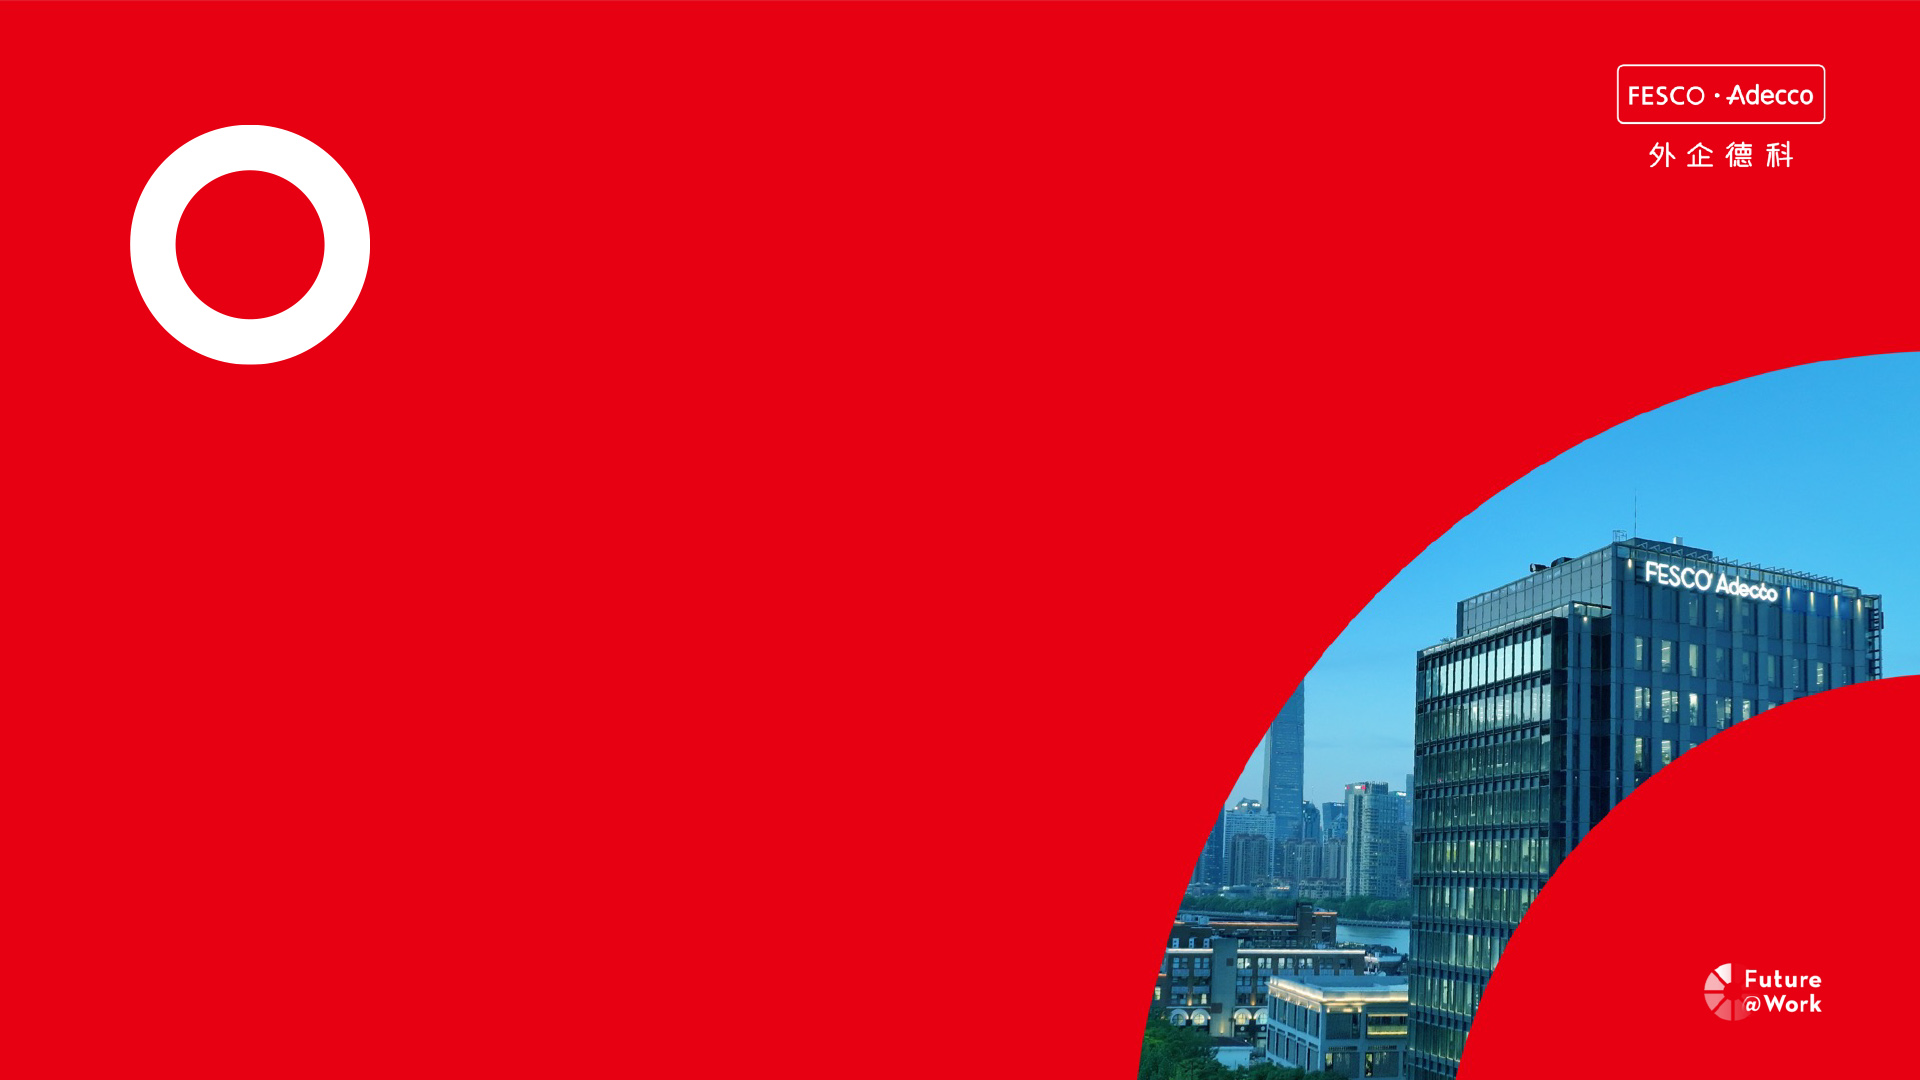 FESCO · Adecco
外企德科
FESCO Adecco
Future
@Work